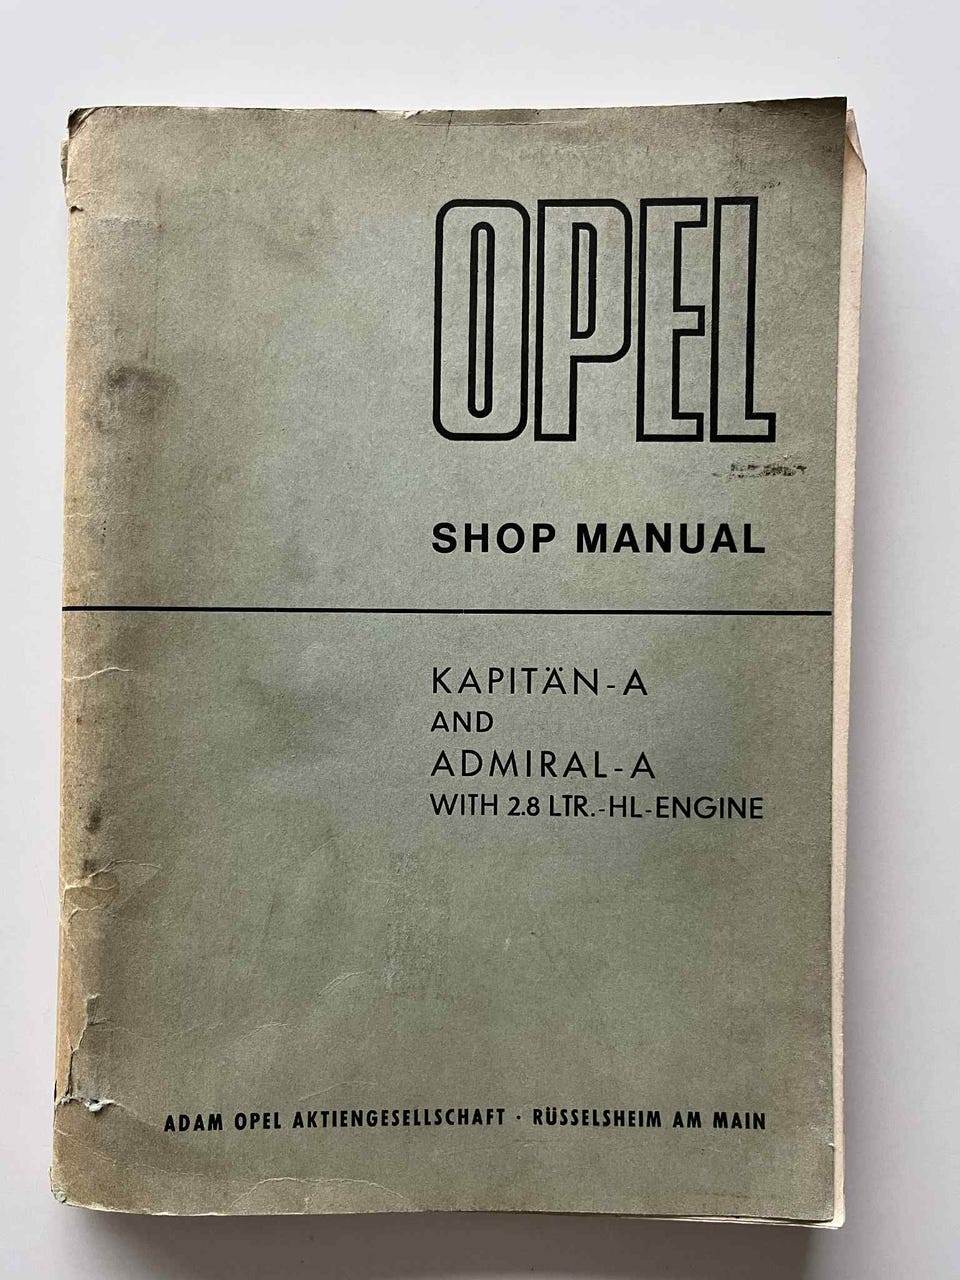 OPEL
SHOP MANUAL
KAPITÄN-A
AND
ADMIRAL-A
WITH 2.8 LTR.-HL-ENGINE
ADAM OPEL AKTIENGESELLSCHAFT · RÜSSELSHEIM AM MAIN